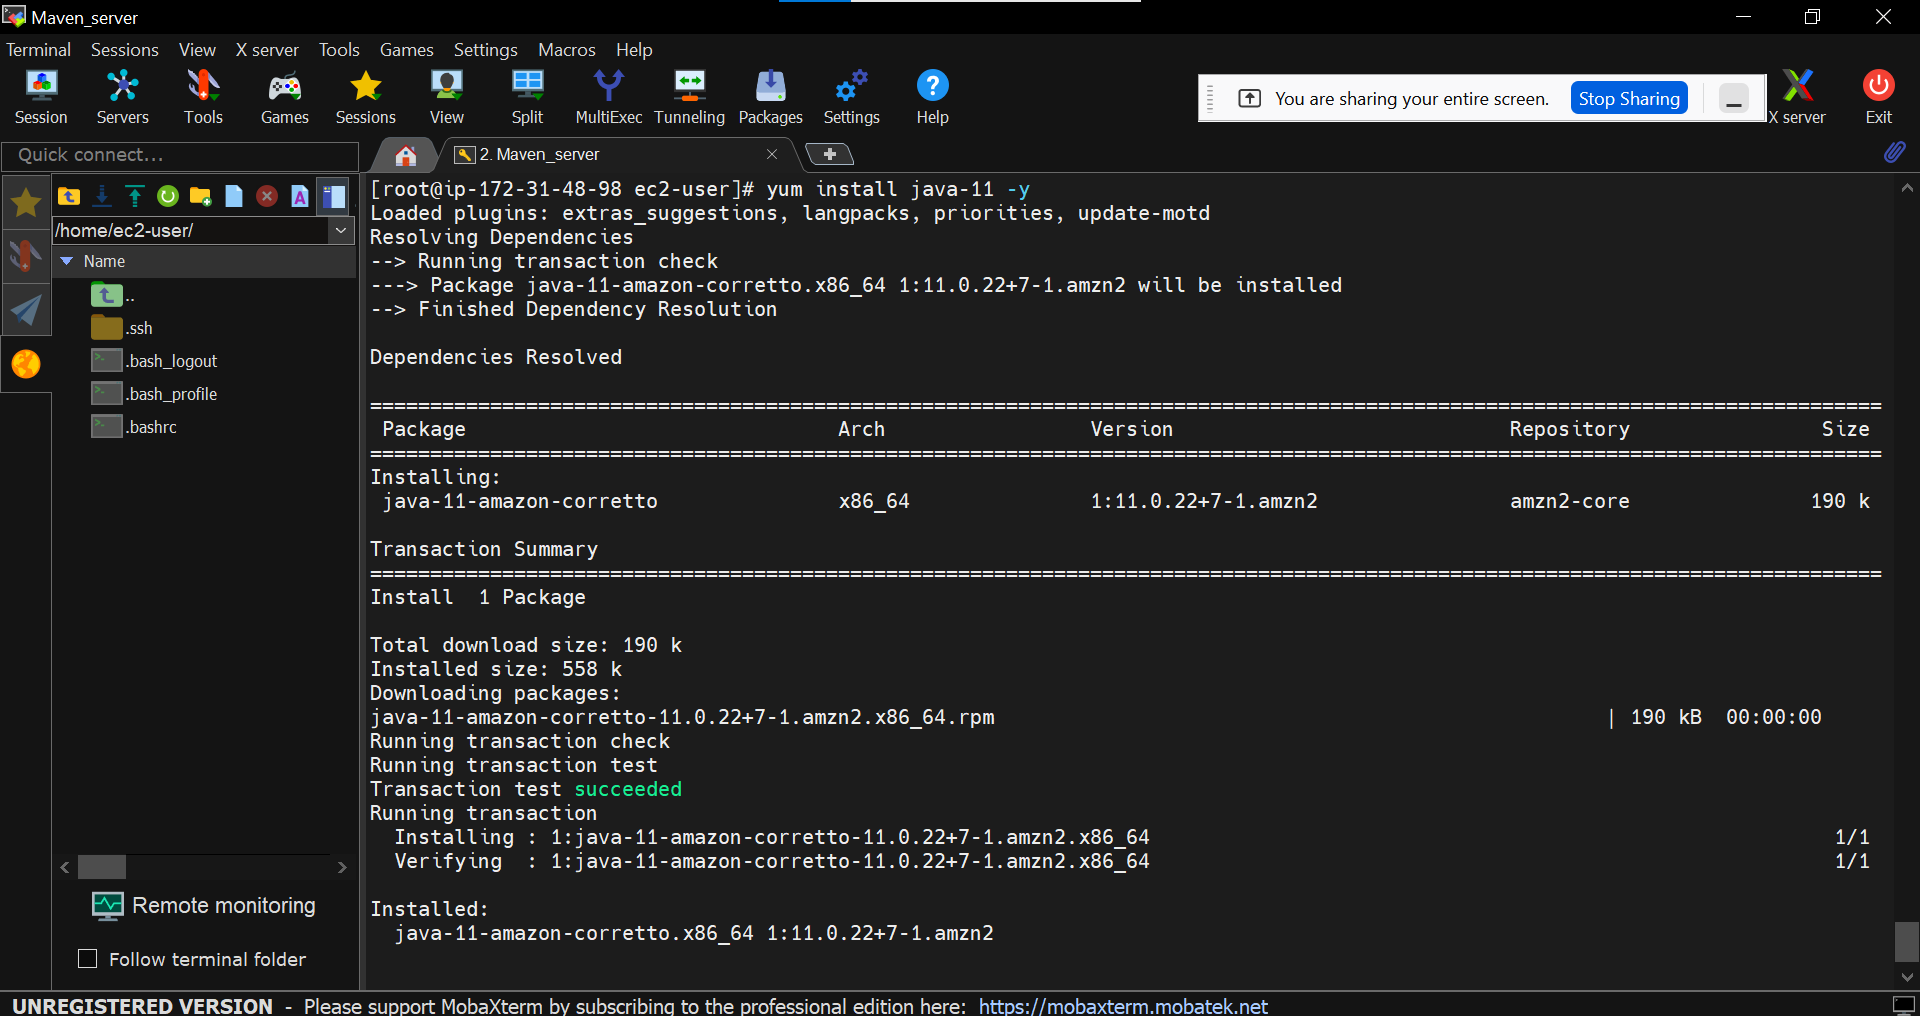 Maven_server
Terminal Sessions View X server Tools Games Settings Macros Help
Session Servers Tools Games Sessions View Split MultiExec Tunneling Packages Settings Help
You are sharing your entire screen. Stop Sharing
X server Exit
Quick connect...
2. Maven_server
/home/ec2-user/
Name
..
.ssh
.bash_logout
.bash_profile
.bashrc
Remote monitoring
Follow terminal folder
[root@ip-172-31-48-98 ec2-user]# yum install java-11 -y
Loaded plugins: extras_suggestions, langpacks, priorities, update-motd
Resolving Dependencies
--> Running transaction check
---> Package java-11-amazon-corretto.x86_64 1:11.0.22+7-1.amzn2 will be installed
--> Finished Dependency Resolution
Dependencies Resolved
================================================================================
Package Arch Version Repository Size
================================================================================
Installing:
java-11-amazon-corretto x86_64 1:11.0.22+7-1.amzn2 amzn2-core 190 k
Transaction Summary
================================================================================
Install 1 Package
Total download size: 190 k
Installed size: 558 k
Downloading packages:
java-11-amazon-corretto-11.0.22+7-1.amzn2.x86_64.rpm | 190 kB 00:00:00
Running transaction check
Running transaction test
Transaction test succeeded
Running transaction
Installing : 1:java-11-amazon-corretto-11.0.22+7-1.amzn2.x86_64 1/1
Verifying : 1:java-11-amazon-corretto-11.0.22+7-1.amzn2.x86_64 1/1
Installed:
java-11-amazon-corretto.x86_64 1:11.0.22+7-1.amzn2
UNREGISTERED VERSION - Please support MobaXterm by subscribing to the professional edition here: https://mobaxterm.mobatek.net